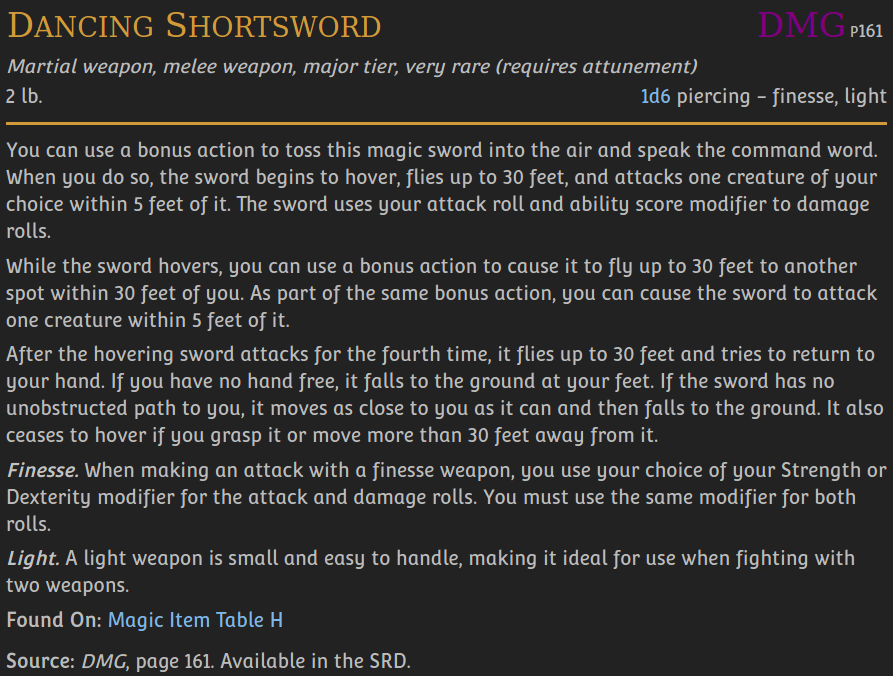 DANCING SHORTSWORD DMG P161
Martial weapon, melee weapon, major tier, very rare (requires attunement)
2 lb. 1d6 piercing – finesse, light
You can use a bonus action to toss this magic sword into the air and speak the command word.
When you do so, the sword begins to hover, flies up to 30 feet, and attacks one creature of your
choice within 5 feet of it. The sword uses your attack roll and ability score modifier to damage
rolls.
While the sword hovers, you can use a bonus action to cause it to fly up to 30 feet to another
spot within 30 feet of you. As part of the same bonus action, you can cause the sword to attack
one creature within 5 feet of it.
After the hovering sword attacks for the fourth time, it flies up to 30 feet and tries to return to
your hand. If you have no hand free, it falls to the ground at your feet. If the sword has no
unobstructed path to you, it moves as close to you as it can and then falls to the ground. It also
ceases to hover if you grasp it or move more than 30 feet away from it.
Finesse. When making an attack with a finesse weapon, you use your choice of your Strength or
Dexterity modifier for the attack and damage rolls. You must use the same modifier for both
rolls.
Light. A light weapon is small and easy to handle, making it ideal for use when fighting with
two weapons.
Found On: Magic Item Table H
Source: DMG, page 161. Available in the SRD.